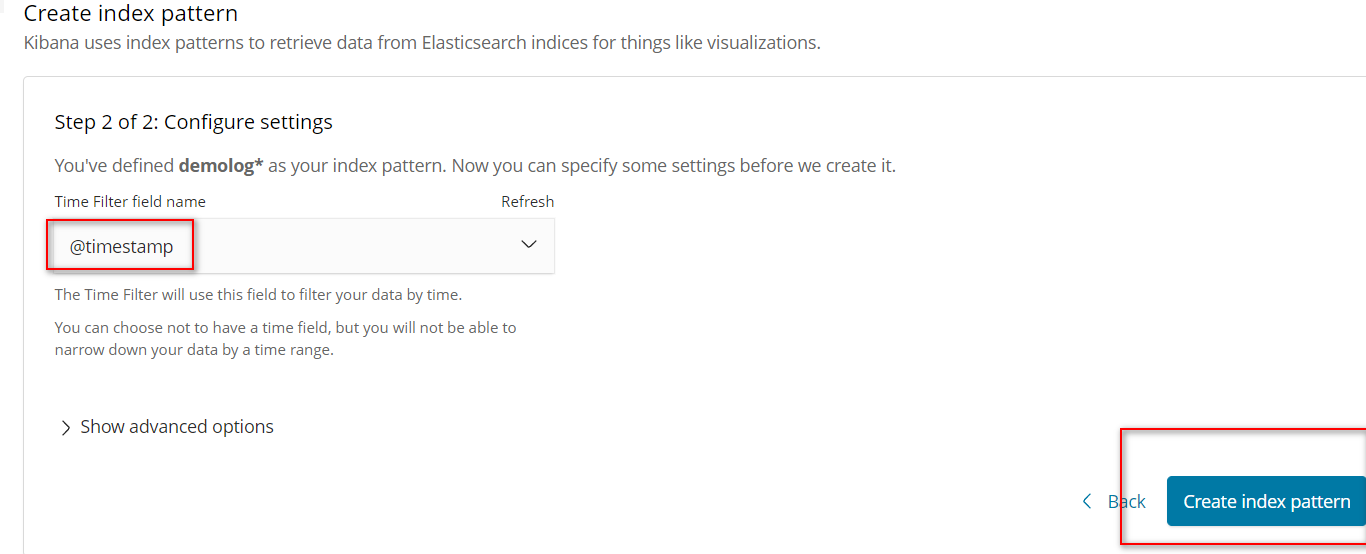 Create index pattern
Kibana uses index patterns to retrieve data from Elasticsearch indices for things like visualizations.
Step 2 of 2: Configure settings
You've defined demolog* as your index pattern. Now you can specify some settings before we create it.
Time Filter field name Refresh
@timestamp
The Time Filter will use this field to filter your data by time.
You can choose not to have a time field, but you will not be able to
narrow down your data by a time range.
Show advanced options
Back Create index pattern